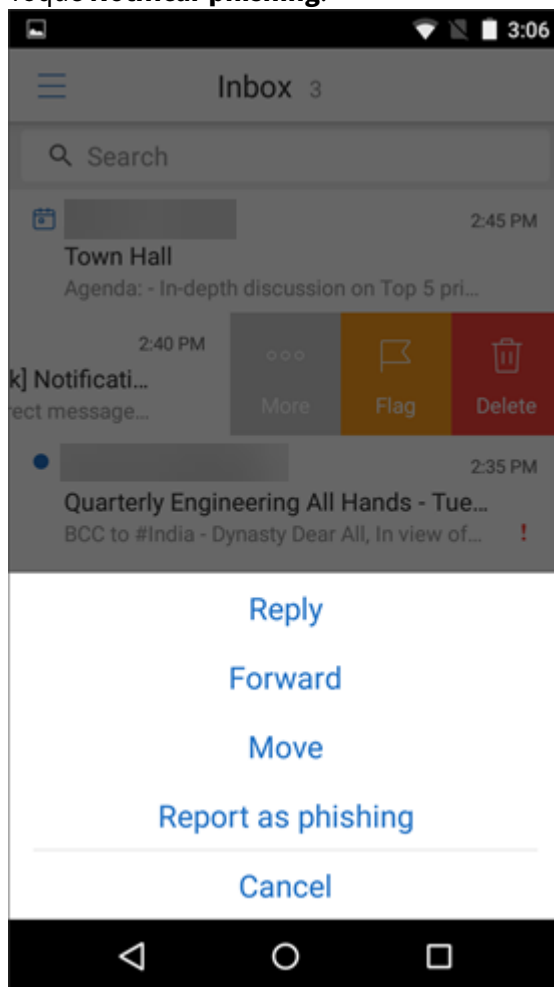 Toque Notificar phishing.
3:06
Inbox 3
Search
2:45 PM
Town Hall
Agenda: - In-depth discussion on Top 5 pri...
2:40 PM
k] Notificati...
rect message...
More
Flag
Delete
2:35 PM
Quarterly Engineering All Hands - Tue...
BCC to #India - Dynasty Dear All, In view of... !
Reply
Forward
Move
Report as phishing
Cancel